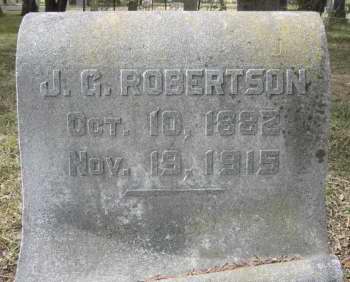 J. G. ROBERTSON
OCT. 10, 1882
NOV. 19, 1915